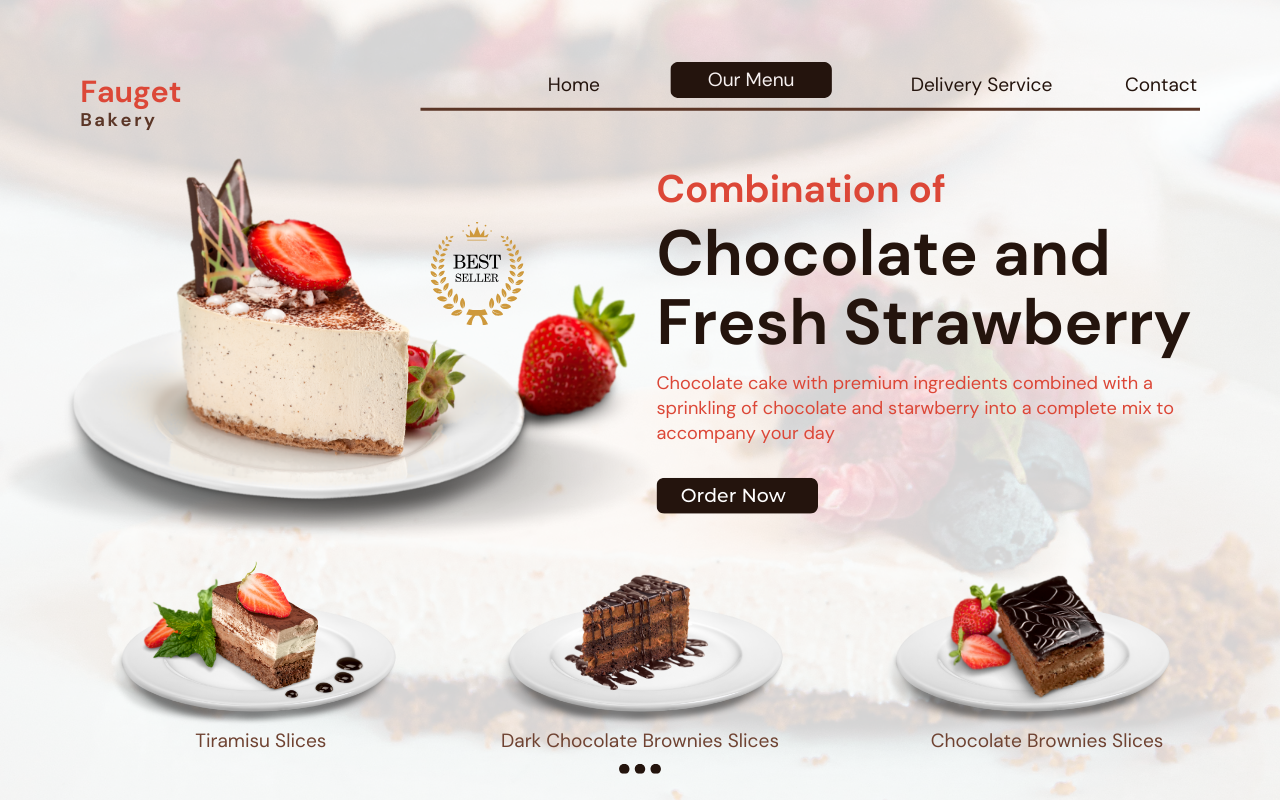 Fauget
Bakery
Home
Our Menu
Delivery Service
Contact
BEST
SELLER
Combination of
Chocolate and
Fresh Strawberry
Chocolate cake with premium ingredients combined with a
sprinkling of chocolate and starwberry into a complete mix to
accompany your day
Order Now
Tiramisu Slices
Dark Chocolate Brownies Slices
Chocolate Brownies Slices